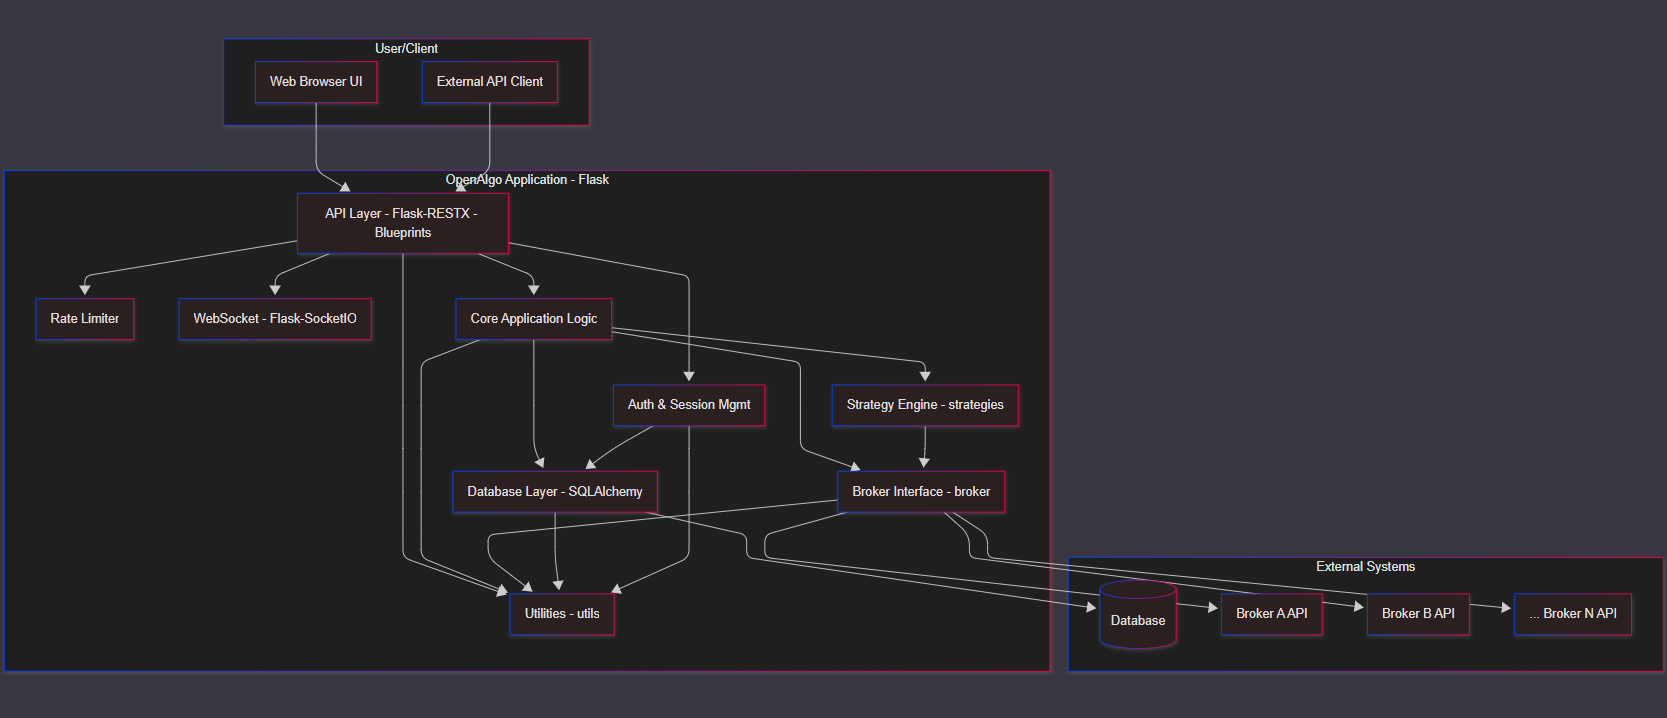 User/Client
Web Browser UI
External API Client
OpenAlgo Application - Flask
API Layer - Flask-RESTX -
Blueprints
Rate Limiter
WebSocket - Flask-SocketIO
Core Application Logic
Auth & Session Mgmt
Strategy Engine - strategies
Database Layer - SQLAlchemy
Broker Interface - broker
External Systems
Utilities - utils
Database
Broker A API
Broker B API
... Broker N API